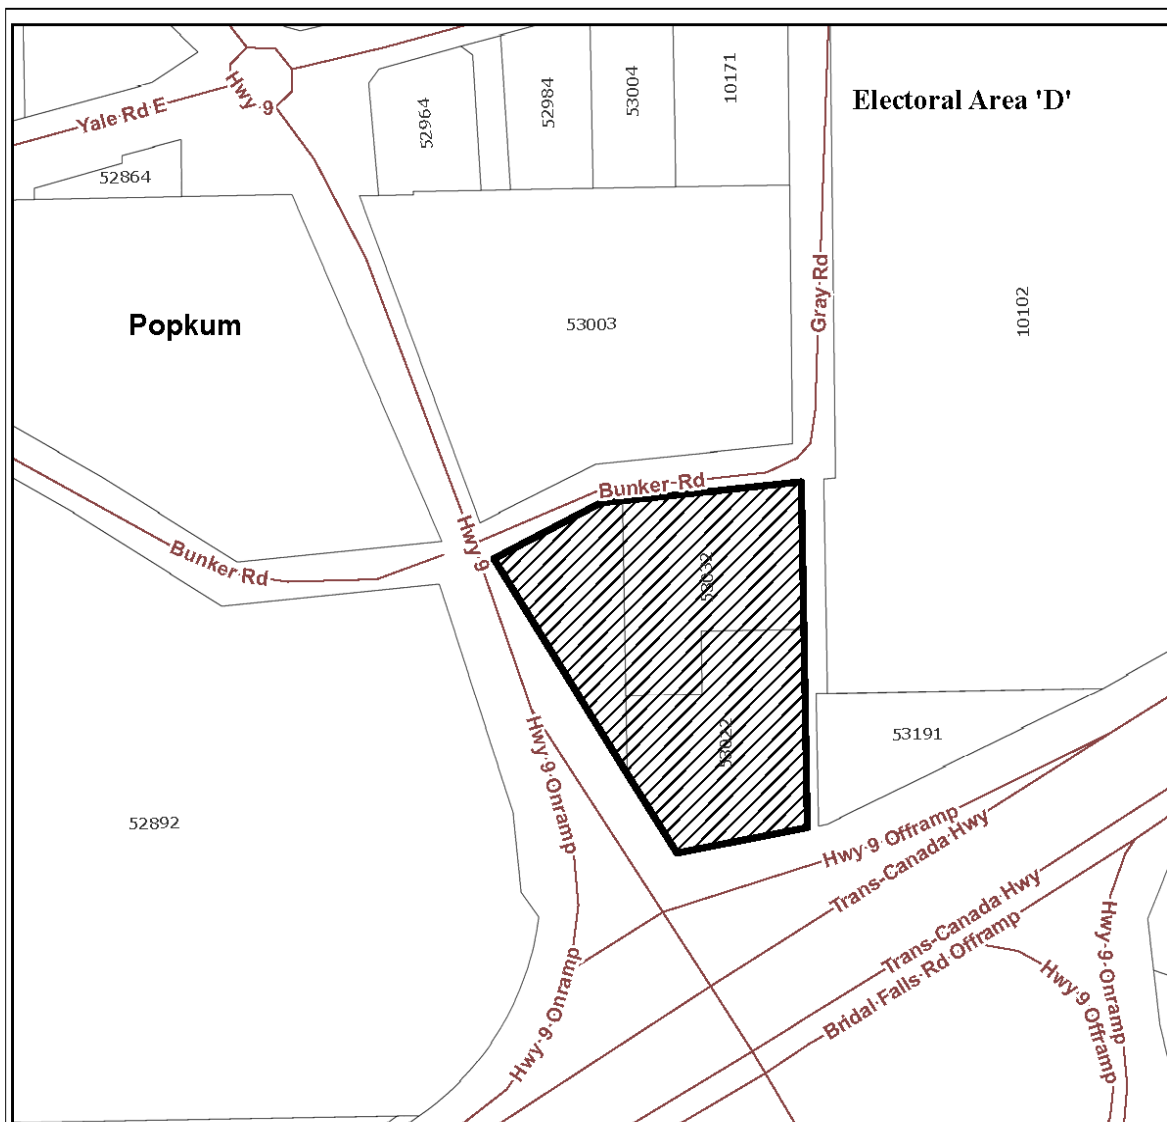 Hwy 9
Yale Rd E
52964
52984
53004
10171
Electoral Area 'D'
52864
Popkum
53003
Gray Rd
10102
Bunker Rd
Hwy 9
Bunker Rd
53032
53022
Hwy 9 Onramp
53191
52892
Hwy 9 Offramp
Trans-Canada Hwy
Trans-Canada Hwy
Bridal Falls Rd Offramp
Hwy 9 Onramp
Hwy 9 Offramp
Hwy 9 Onramp